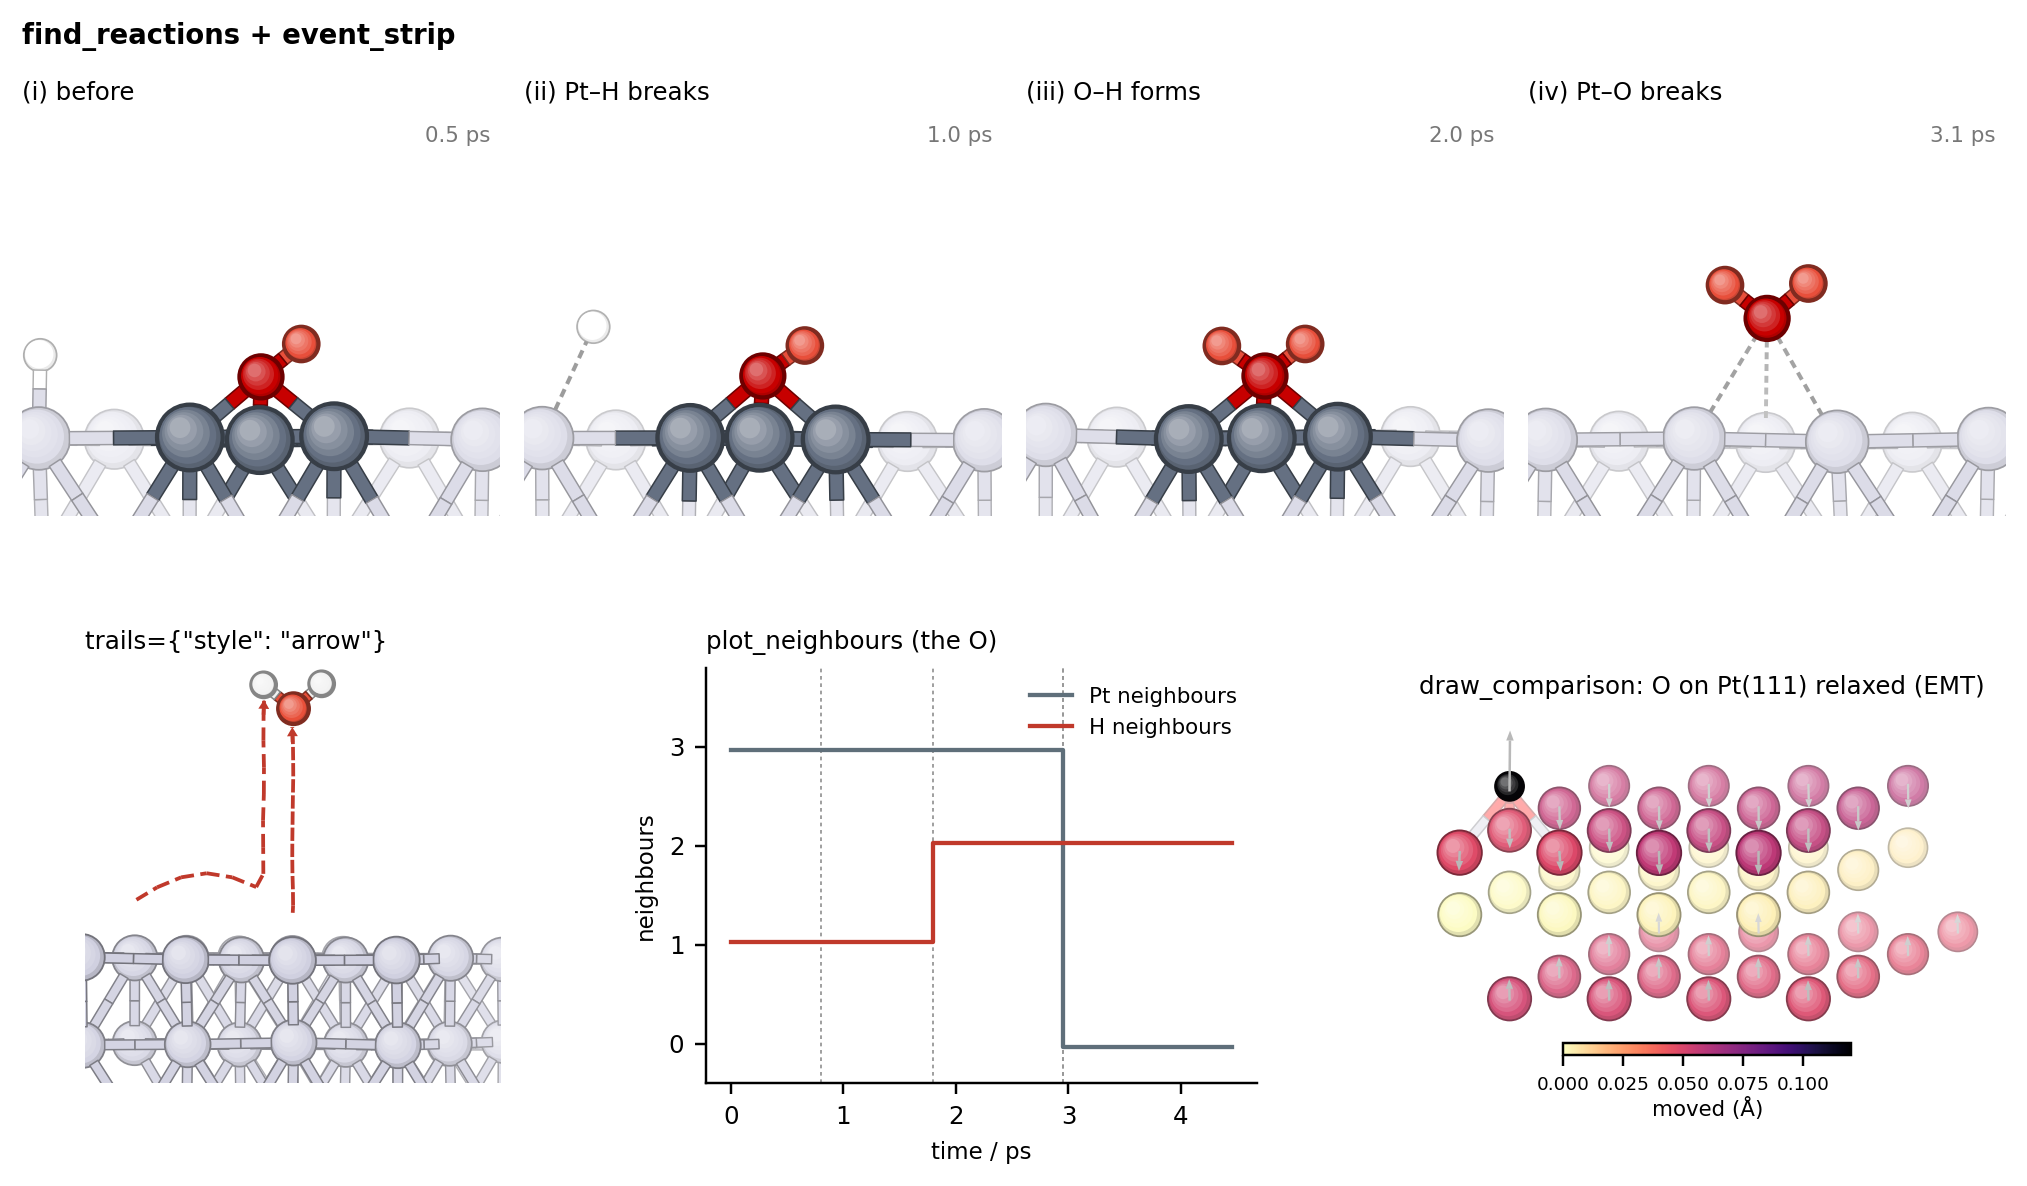 find_reactions + event_strip
(i) before
(ii) Pt–H breaks
(iii) O–H forms
(iv) Pt–O breaks
0.5 ps
1.0 ps
2.0 ps
3.1 ps
trails={"style": "arrow"}
plot_neighbours (the O)
Pt neighbours
H neighbours
neighbours
3
2
1
0
0 1 2 3 4
time / ps
draw_comparison: O on Pt(111) relaxed (EMT)
0.000 0.025 0.050 0.075 0.100
moved (Å)